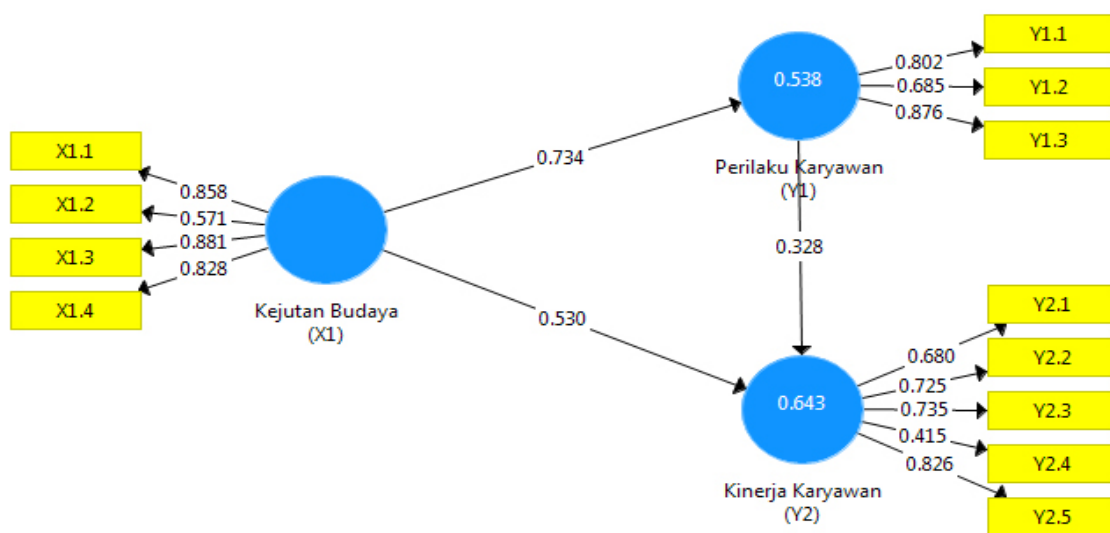 Y1.1
0.802
0.538
Y1.2
0.685
0.876
Y1.3
X1.1
0.734
Perilaku Karyawan
(Y1)
0.858
X1.2
0.571
X1.3
0.881
0.828
X1.4
0.328
Kejutan Budaya
(X1)
0.530
Y2.1
0.680
Y2.2
0.725
0.643
0.735
Y2.3
0.415
Y2.4
0.826
Kinerja Karyawan
(Y2)
Y2.5